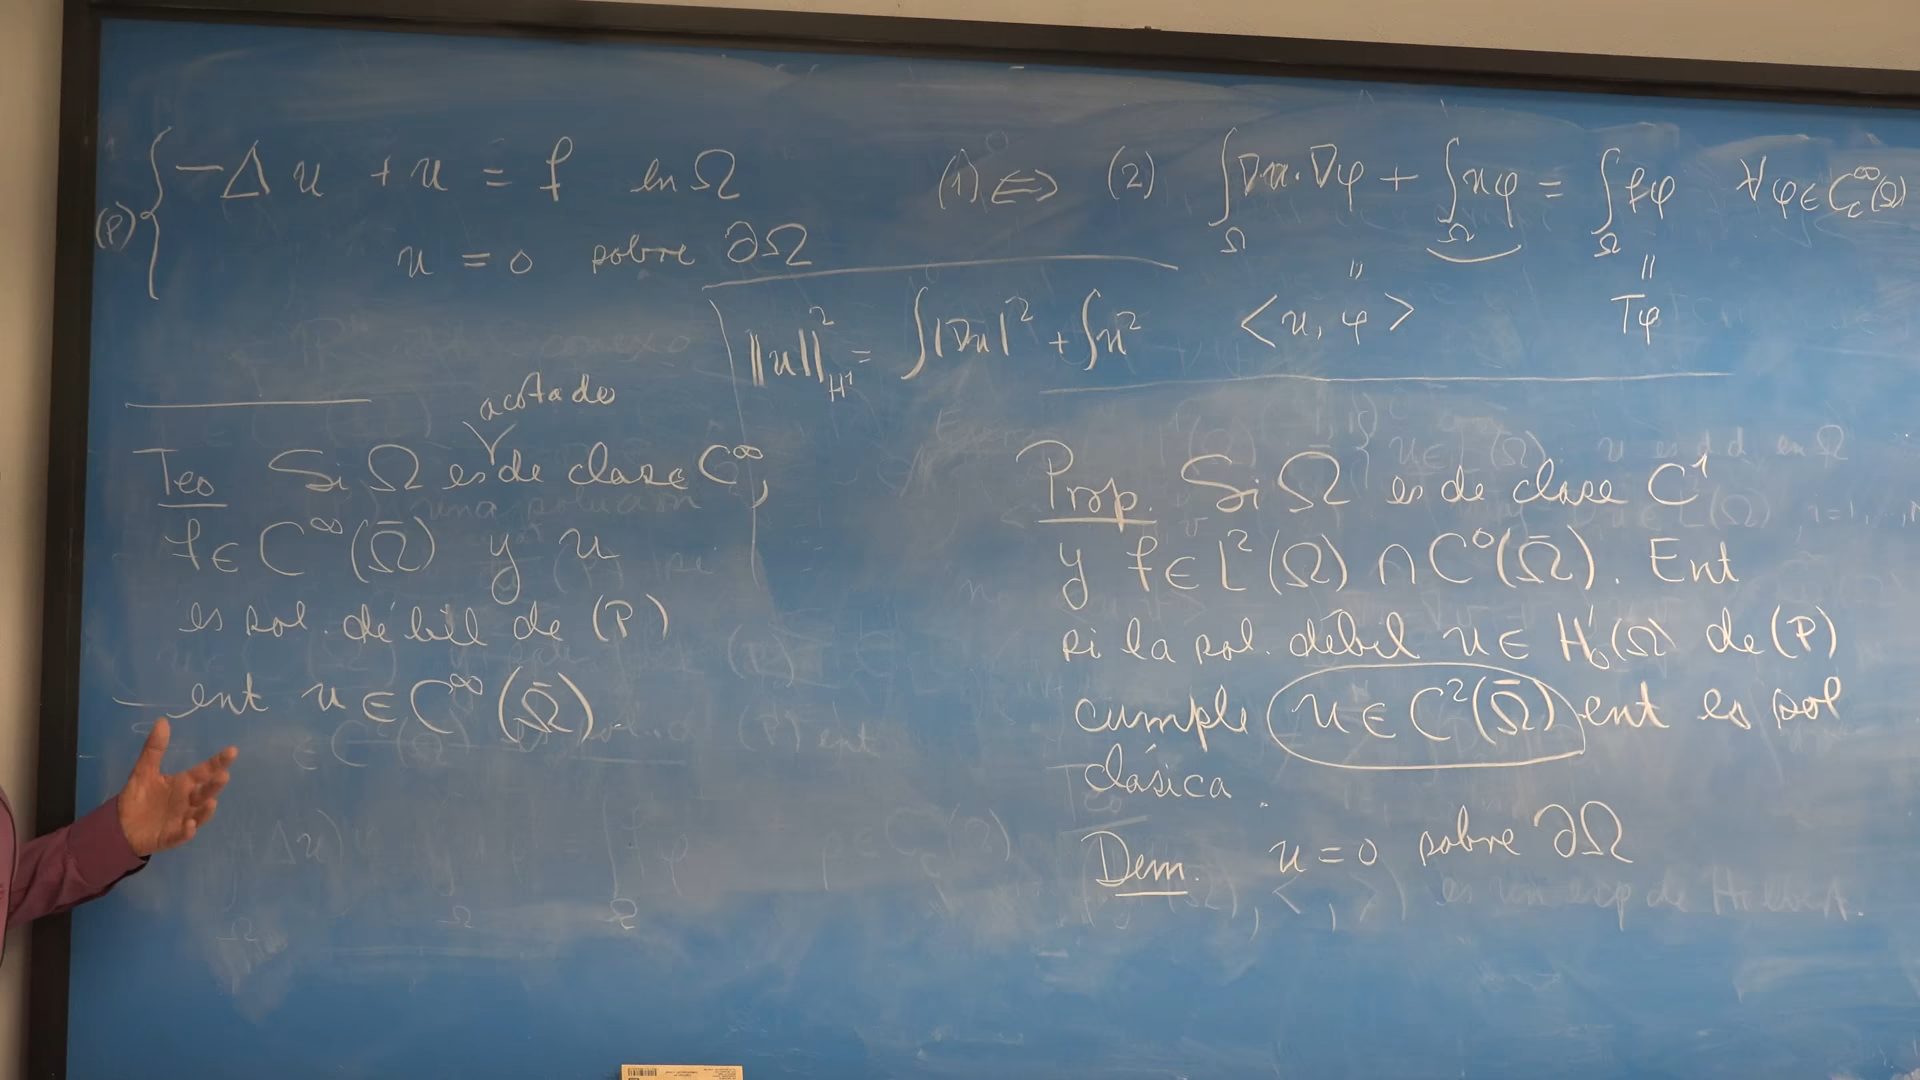 (P) { -Δu + u = f en Ω
u = 0 sobre ∂Ω
(1) ⟺ (2) ∫_Ω ∇u·∇φ + ∫_Ω uφ = ∫_Ω fφ ∀φ∈C_c^∞(Ω)
<u, φ> Tφ
‖u‖²_{H¹} = ∫|∇u|² + ∫u²
acotado
Teo Si Ω es de clase C^∞,
f∈C^∞(Ω̄) y u
es sol. débil de (P)
ent u∈C^∞(Ω̄)
Prop. Si Ω es de clase C¹
y f∈L²(Ω)∩C⁰(Ω̄). Ent
si la sol. débil u∈H¹₀(Ω) de (P)
cumple u∈C²(Ω̄) ent es sol
clásica.
Dem. u=0 sobre ∂Ω